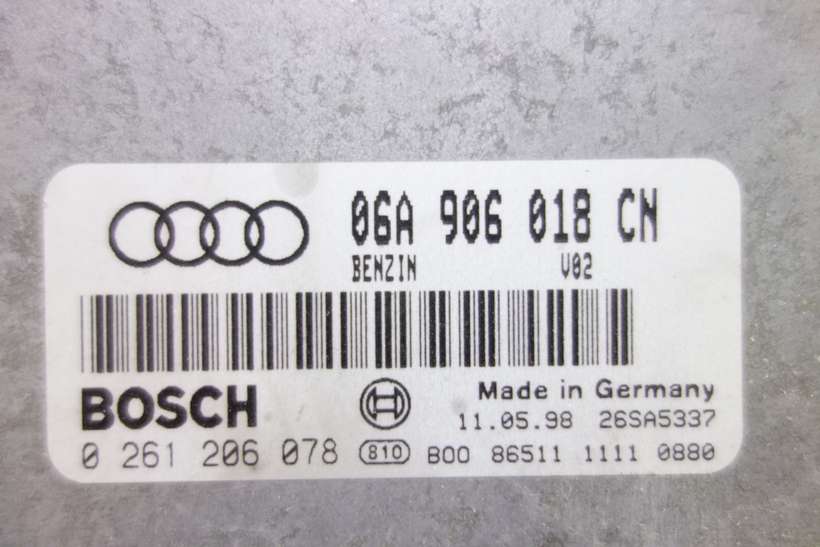 06A 906 018 CN
BENZIN V02
BOSCH
Made in Germany
11.05.98 26SA5337
0 261 206 078 810 B00 86511 1111 0880